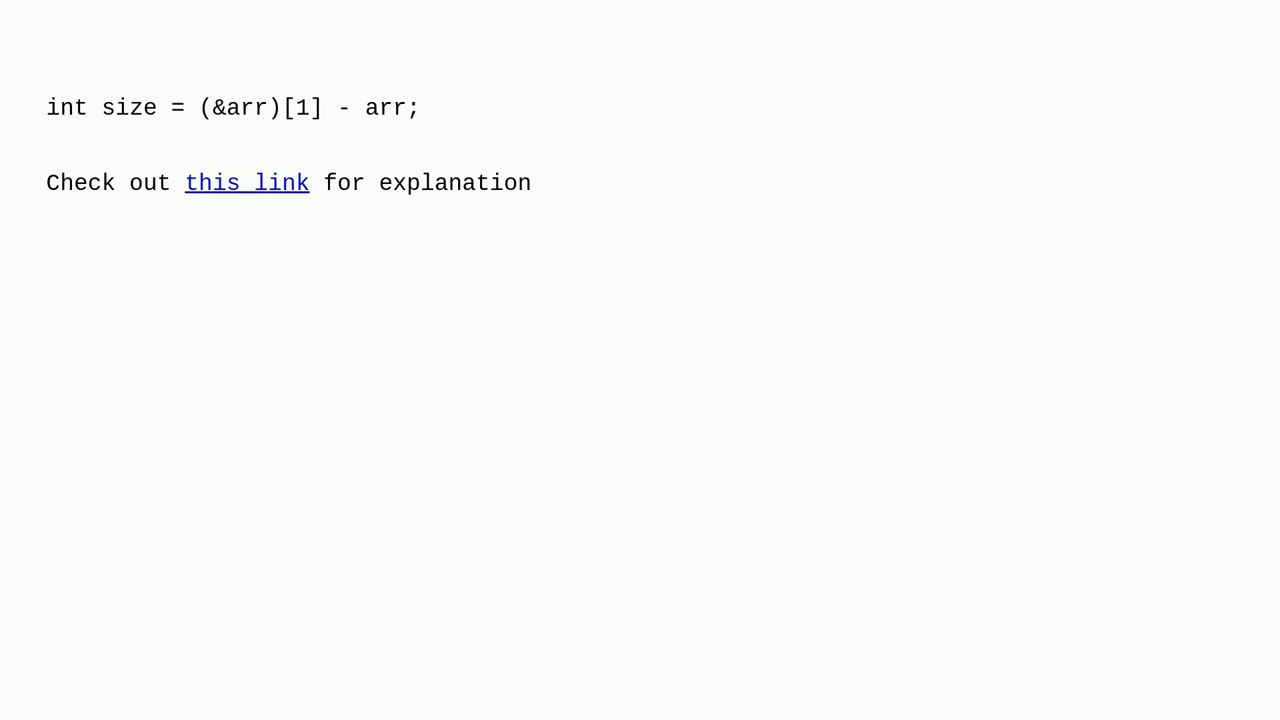 int size = (&arr)[1] - arr;
Check out this link for explanation